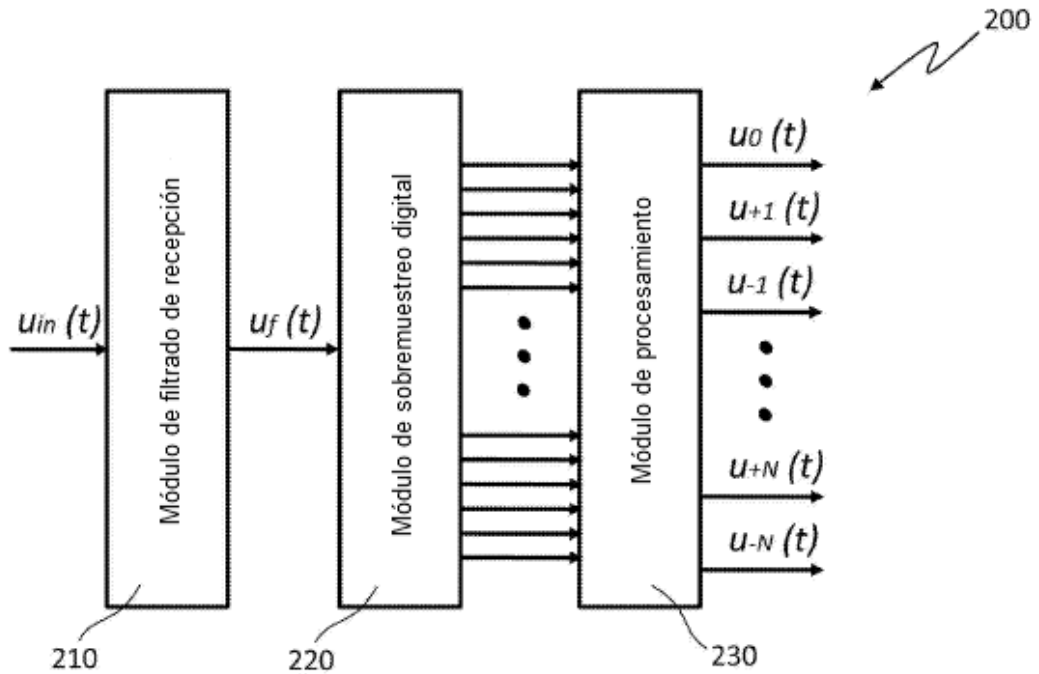 200
Módulo de filtrado de recepción
Módulo de sobremuestreo digital
Módulo de procesamiento
uin (t)
uf (t)
u0 (t)
u+1 (t)
u-1 (t)
u+N (t)
u-N (t)
210
220
230